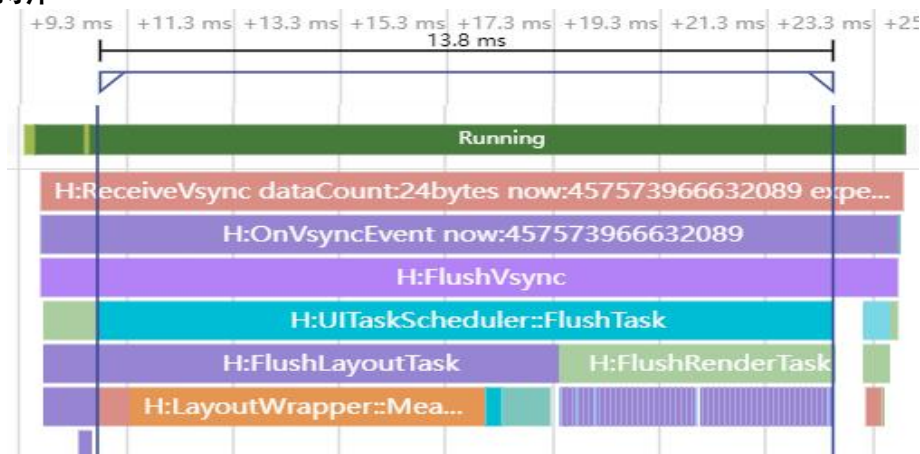 +9.3 ms +11.3 ms +13.3 ms +15.3 ms +17.3 ms +19.3 ms +21.3 ms +23.3 ms
13.8 ms
Running
H:ReceiveVsync dataCount:24bytes now:457573966632089 expe...
H:OnVsyncEvent now:457573966632089
H:FlushVsync
H:UITaskScheduler::FlushTask
H:FlushLayoutTask H:FlushRenderTask
H:LayoutWrapper::Mea...